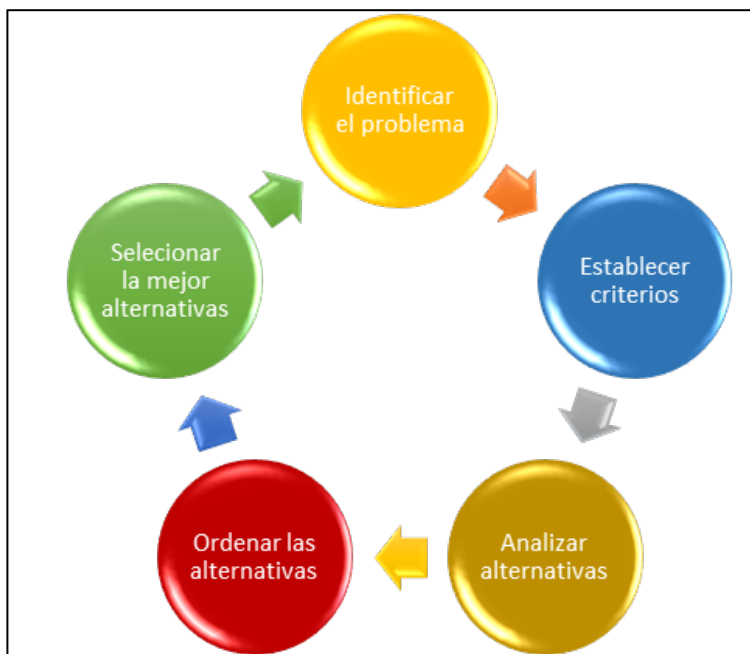 Identificar
el problema
Establecer
criterios
Analizar
alternativas
Ordenar las
alternativas
Selecionar
la mejor
alternativas